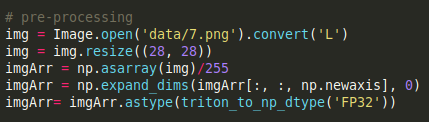 # pre-processing
img = Image.open('data/7.png').convert('L')
img = img.resize((28, 28))
imgArr = np.asarray(img)/255
imgArr = np.expand_dims(imgArr[:, :, np.newaxis], 0)
imgArr= imgArr.astype(triton_to_np_dtype('FP32'))